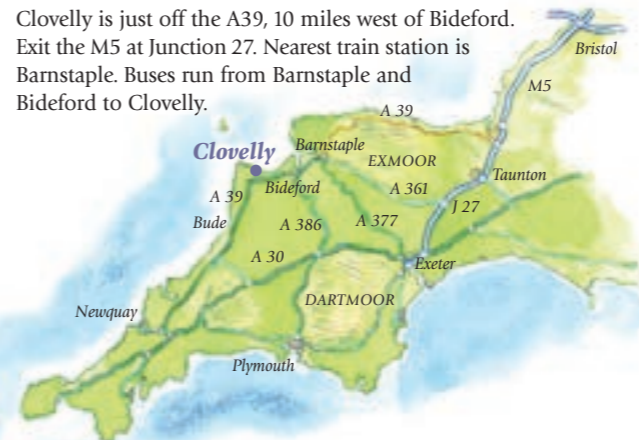 Clovelly is just off the A39, 10 miles west of Bideford.
Exit the M5 at Junction 27. Nearest train station is
Barnstaple. Buses run from Barnstaple and
Bideford to Clovelly.
Bristol
M5
A 39
Clovelly
Barnstaple
EXMOOR
Taunton
Bideford
A 361
A 39
J 27
Bude
A 386
A 377
A 30
Exeter
DARTMOOR
Newquay
Plymouth